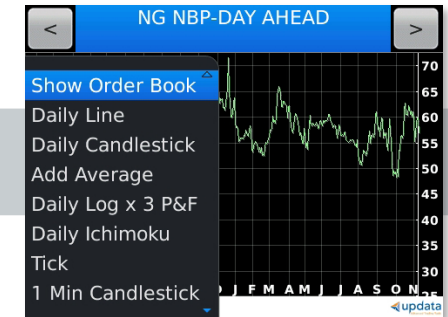 < NG NBP-DAY AHEAD >
Show Order Book
Daily Line
Daily Candlestick
Add Average
Daily Log x 3 P&F
Daily Ichimoku
Tick
1 Min Candlestick
70
65
60
55
50
45
40
35
30
J F M A M J J A S O N
updata